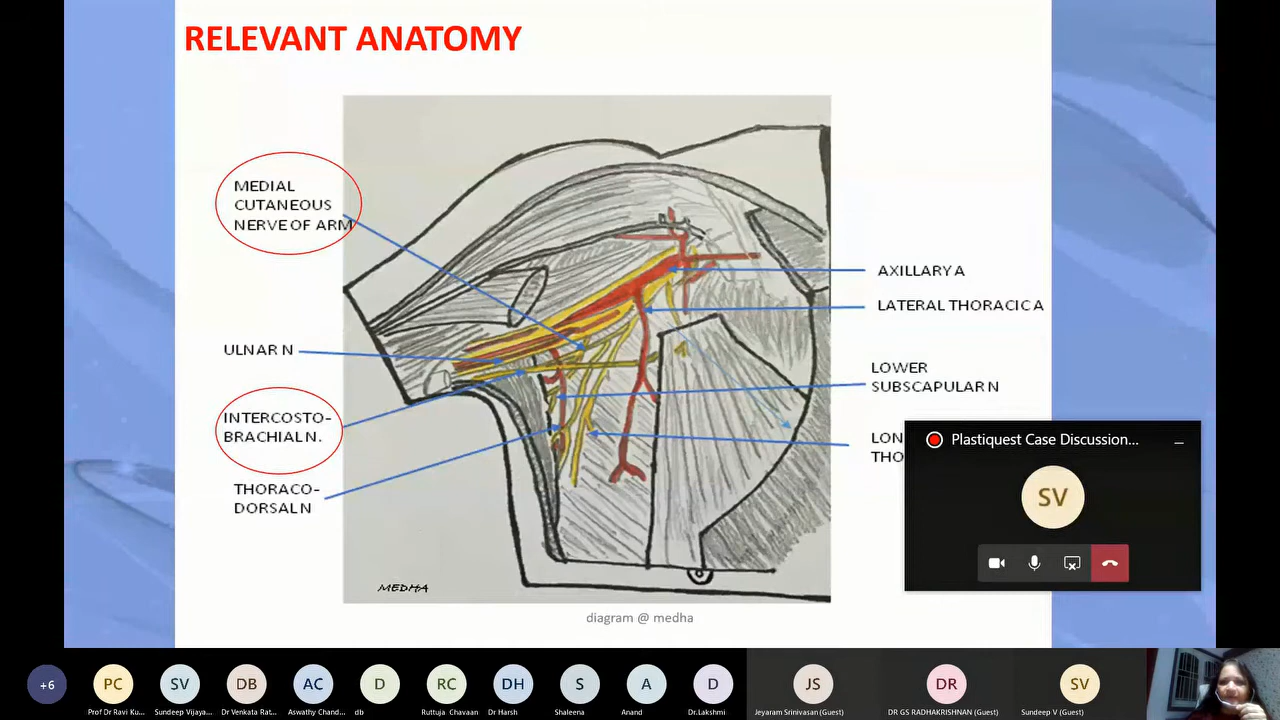 RELEVANT ANATOMY
MEDIAL
CUTANEOUS
NERVE OF ARM
AXILLARY A
LATERAL THORACIC A
ULNAR N
LOWER
SUBSCAPULAR N
INTERCOSTO-
BRACHIAL N.
LON
THO
THORACO-
DORSAL N
MEDHA
diagram @ medha
Plastiquest Case Discussion...
SV
+6
PC
SV
DB
AC
D
RC
DH
S
A
D
JS
DR
SV
Prof Dr Ravi Ku...
Sundeep Vijaya...
Dr Venkata Rat...
Aswathy Chand...
db
Ruttuja Chavaan
Dr Harsh
Shaleena
Anand
Dr.Lakshmi
Jeyaram Srinivasan (Guest)
DR GS RADHAKRISHNAN (Guest)
Sundeep V (Guest)